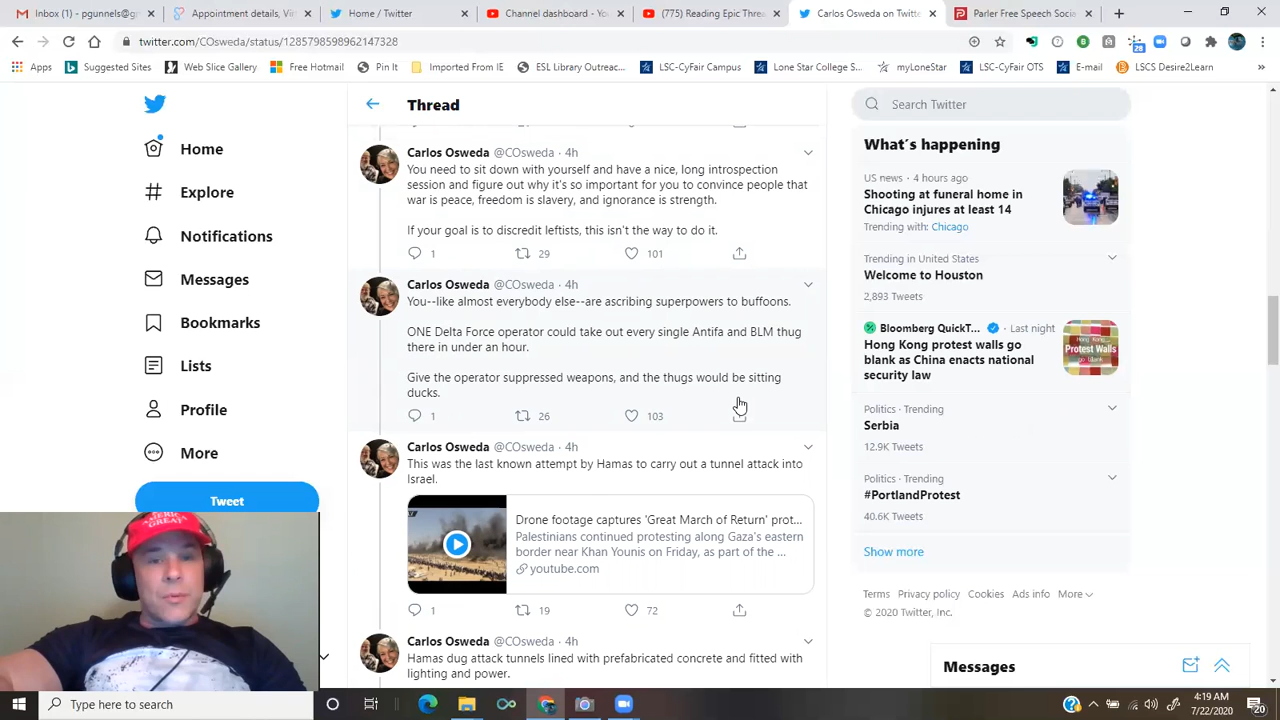 Inbox (1) - pgunnels@gm
Appointment details, Virt
Home / Twitter
Channel dashboard - You
(775) Reading Epic Threa
Carlos Osweda on Twitte
Parler Free Speech Socia
twitter.com/COsweda/status/1285798598962147328
28
Apps
Suggested Sites
Web Slice Gallery
Free Hotmail
Pin It
Imported From IE
ESL Library Outreac...
LSC-CyFair Campus
Lone Star College S...
myLoneStar
LSC-CyFair OTS
E-mail
LSCS Desire2Learn
»
Home
Explore
Notifications
Messages
Bookmarks
Lists
Profile
More
Tweet
Thread
Carlos Osweda @COsweda · 4h
You need to sit down with yourself and have a nice, long introspection
session and figure out why it's so important for you to convince people that
war is peace, freedom is slavery, and ignorance is strength.
If your goal is to discredit leftists, this isn't the way to do it.
1 29 101
Carlos Osweda @COsweda · 4h
You--like almost everybody else--are ascribing superpowers to buffoons.
ONE Delta Force operator could take out every single Antifa and BLM thug
there in under an hour.
Give the operator suppressed weapons, and the thugs would be sitting
ducks.
1 26 103
Carlos Osweda @COsweda · 4h
This was the last known attempt by Hamas to carry out a tunnel attack into
Israel.
Drone footage captures 'Great March of Return' prot...
Palestinians continued protesting along Gaza's eastern
border near Khan Younis on Friday, as part of the ...
youtube.com
1 19 72
Carlos Osweda @COsweda · 4h
Hamas dug attack tunnels lined with prefabricated concrete and fitted with
lighting and power.
Search Twitter
What's happening
US news · 4 hours ago
Shooting at funeral home in
Chicago injures at least 14
Trending with: Chicago
Trending in United States
Welcome to Houston
2,893 Tweets
Bloomberg QuickT... · Last night
Hong Kong protest walls go
blank as China enacts national
security law
Protest Walls
Politics · Trending
Serbia
12.9K Tweets
Politics · Trending
#PortlandProtest
40.6K Tweets
Show more
Terms Privacy policy Cookies Ads info More
© 2020 Twitter, Inc.
Messages
AMERICA
GREAT
Type here to search
4:19 AM
7/22/2020
20